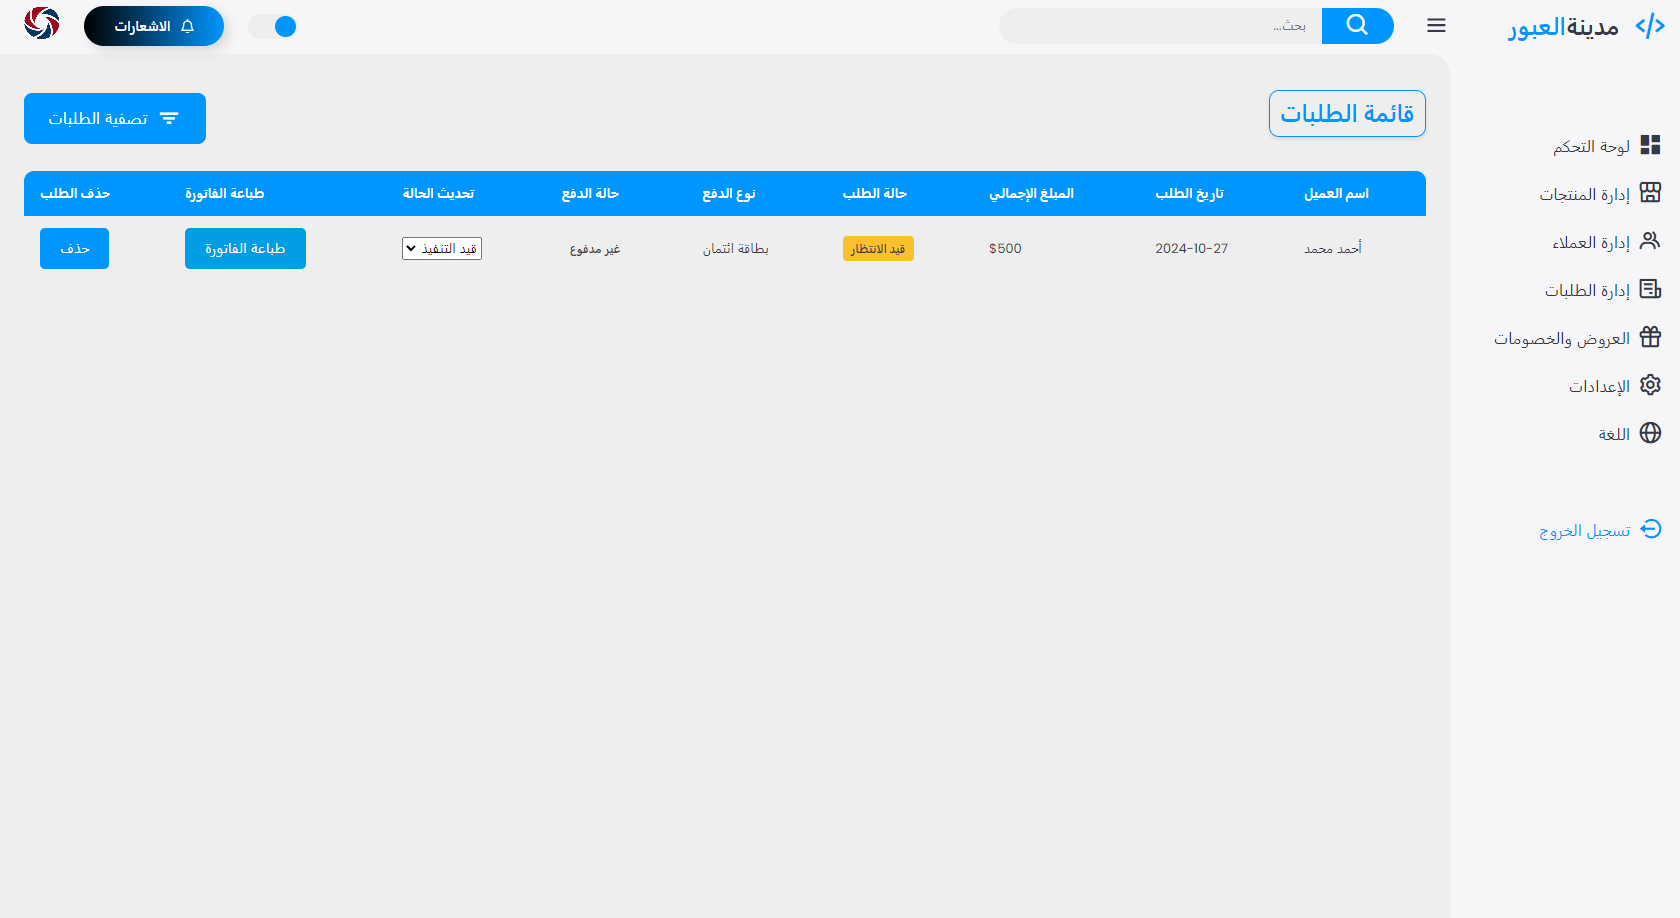 مدينةالعبور
بحث...
الاشعارات
لوحة التحكم
إدارة المنتجات
إدارة العملاء
إدارة الطلبات
العروض والخصومات
الإعدادات
اللغة
تسجيل الخروج
قائمة الطلبات
تصفية الطلبات
اسم العميل تاريخ الطلب المبلغ الإجمالي حالة الطلب نوع الدفع حالة الدفع تحديث الحالة طباعة الفاتورة حذف الطلب
أحمد محمد 2024-10-27 $500 قيد الانتظار بطاقة ائتمان غير مدفوع قيد التنفيذ طباعة الفاتورة حذف